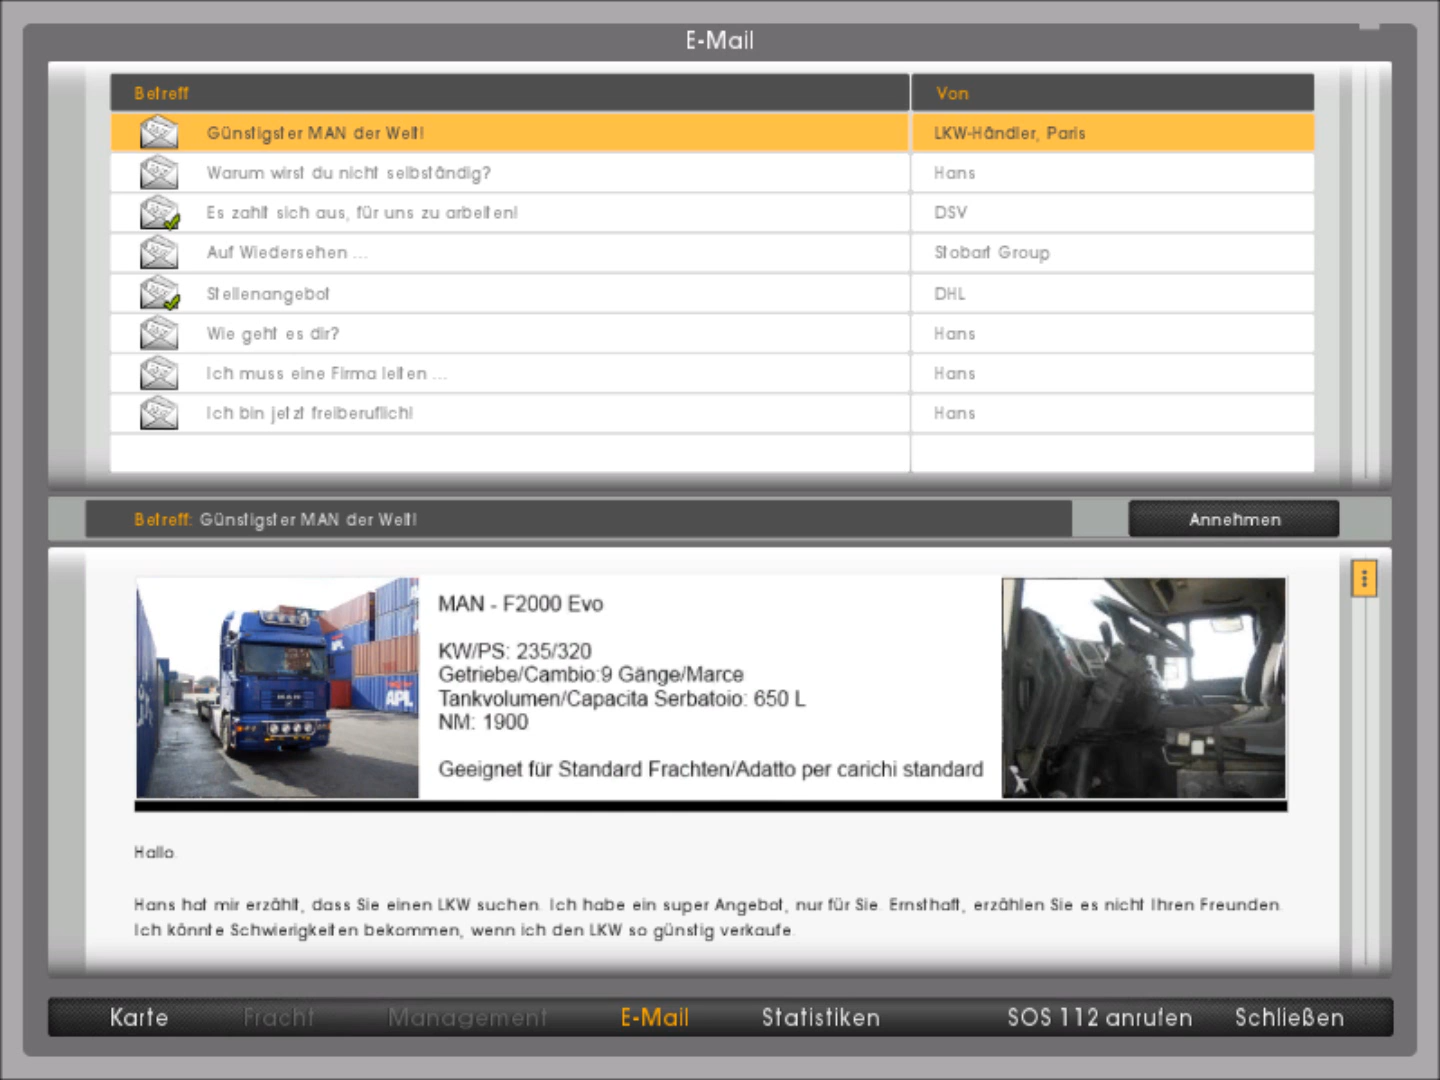 E-Mail
Betreff Von
Günstigster MAN der Welt! LKW-Händler, Paris
Warum wirst du nicht selbständig? Hans
Es zahlt sich aus, für uns zu arbeiten! DSV
Auf Wiedersehen ... Stobart Group
Stellenangebot DHL
Wie geht es dir? Hans
Ich muss eine Firma leiten ... Hans
Ich bin jetzt freiberuflich! Hans
Betreff: Günstigster MAN der Welt! Annehmen
MAN - F2000 Evo
KW/PS: 235/320
Getriebe/Cambio:9 Gänge/Marce
Tankvolumen/Capacita Serbatoio: 650 L
NM: 1900
Geeignet für Standard Frachten/Adatto per carichi standard
APL
MAN
Hallo.
Hans hat mir erzählt, dass Sie einen LKW suchen. Ich habe ein super Angebot, nur für Sie. Ernsthaft, erzählen Sie es nicht Ihren Freunden.
Ich könnte Schwierigkeiten bekommen, wenn ich den LKW so günstig verkaufe.
Karte Fracht Management E-Mail Statistiken SOS 112 anrufen Schließen